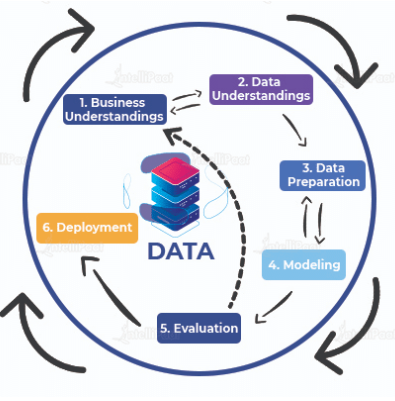 1. Business
Understandings
2. Data
Understandings
3. Data
Preparation
4. Modeling
5. Evaluation
6. Deployment
DATA